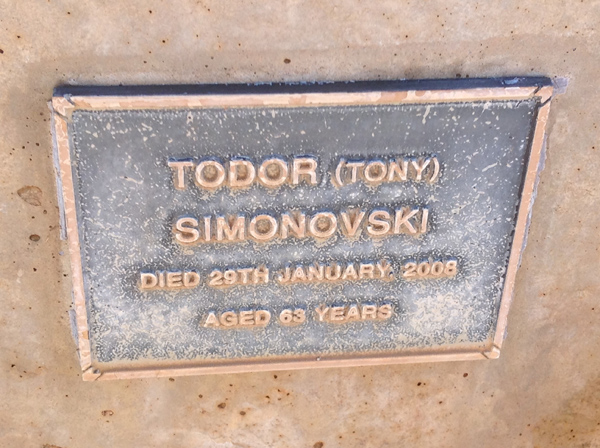 TODOR (TONY)
SIMONOVSKI
DIED 29TH JANUARY, 2008
AGED 63 YEARS